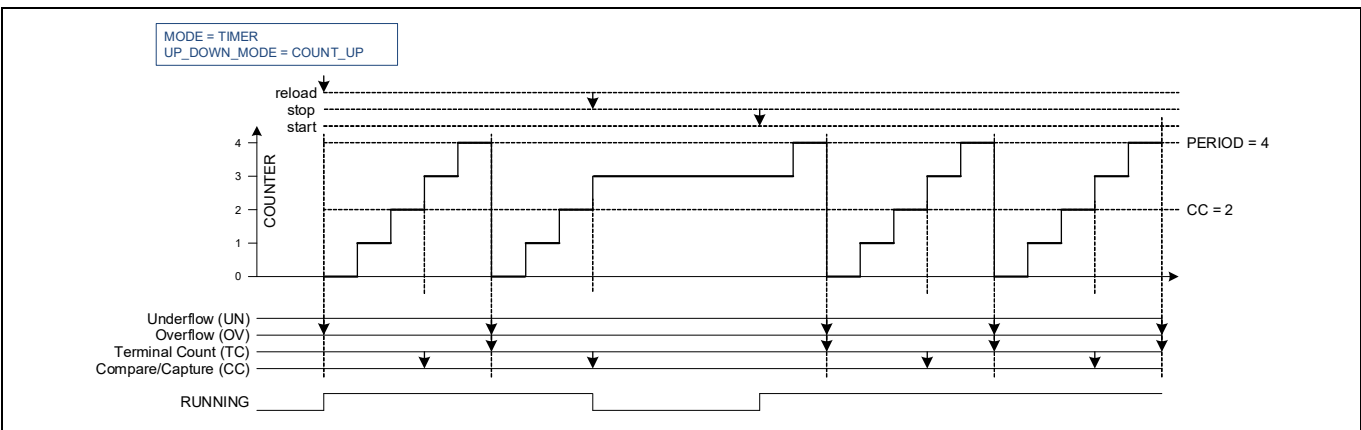 MODE = TIMER
UP_DOWN_MODE = COUNT_UP
reload
stop
start
4
PERIOD = 4
3
COUNTER
2
CC = 2
1
0
Underflow (UN)
Overflow (OV)
Terminal Count (TC)
Compare/Capture (CC)
RUNNING